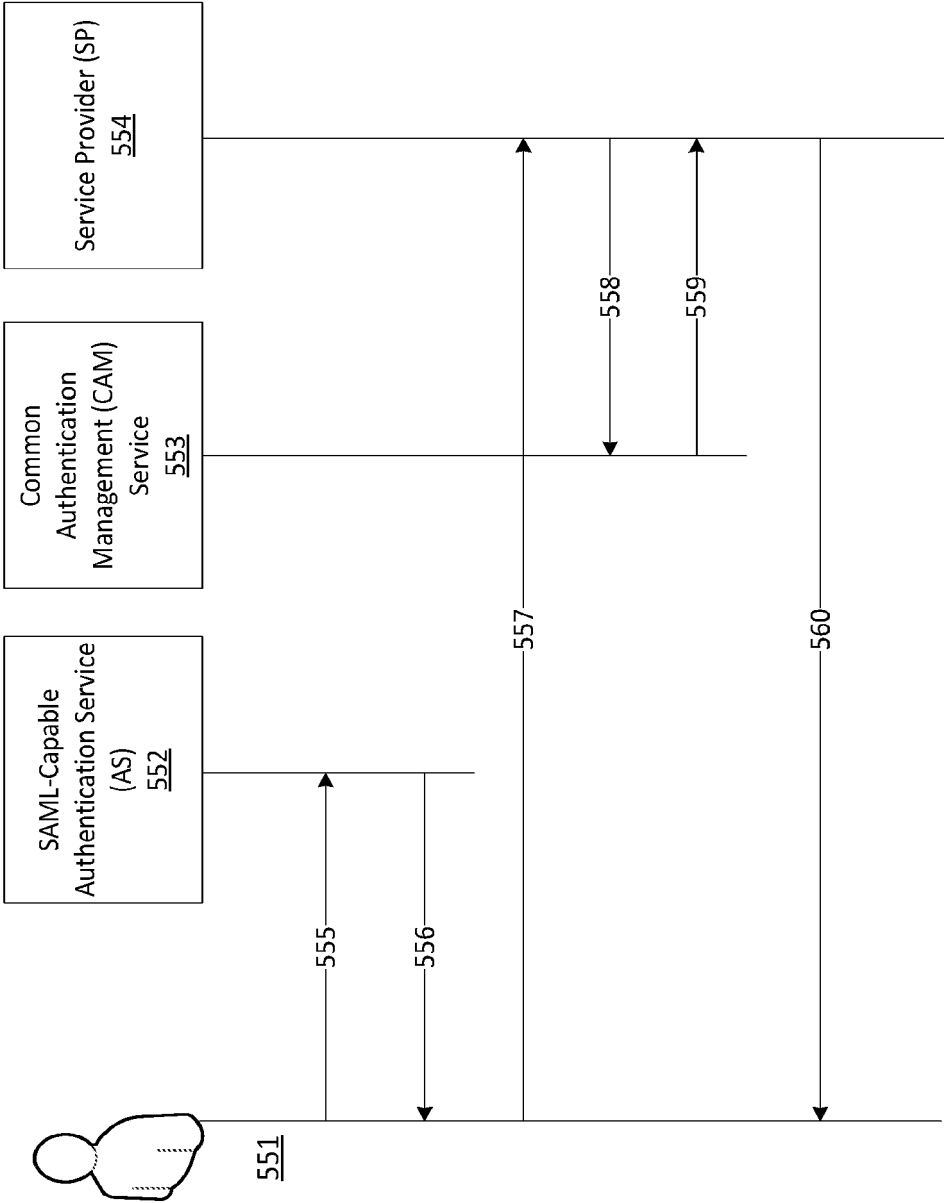 551
SAML-Capable
Authentication Service
(AS)
552
Common
Authentication
Management (CAM)
Service
553
Service Provider (SP)
554
555
556
557
558
559
560